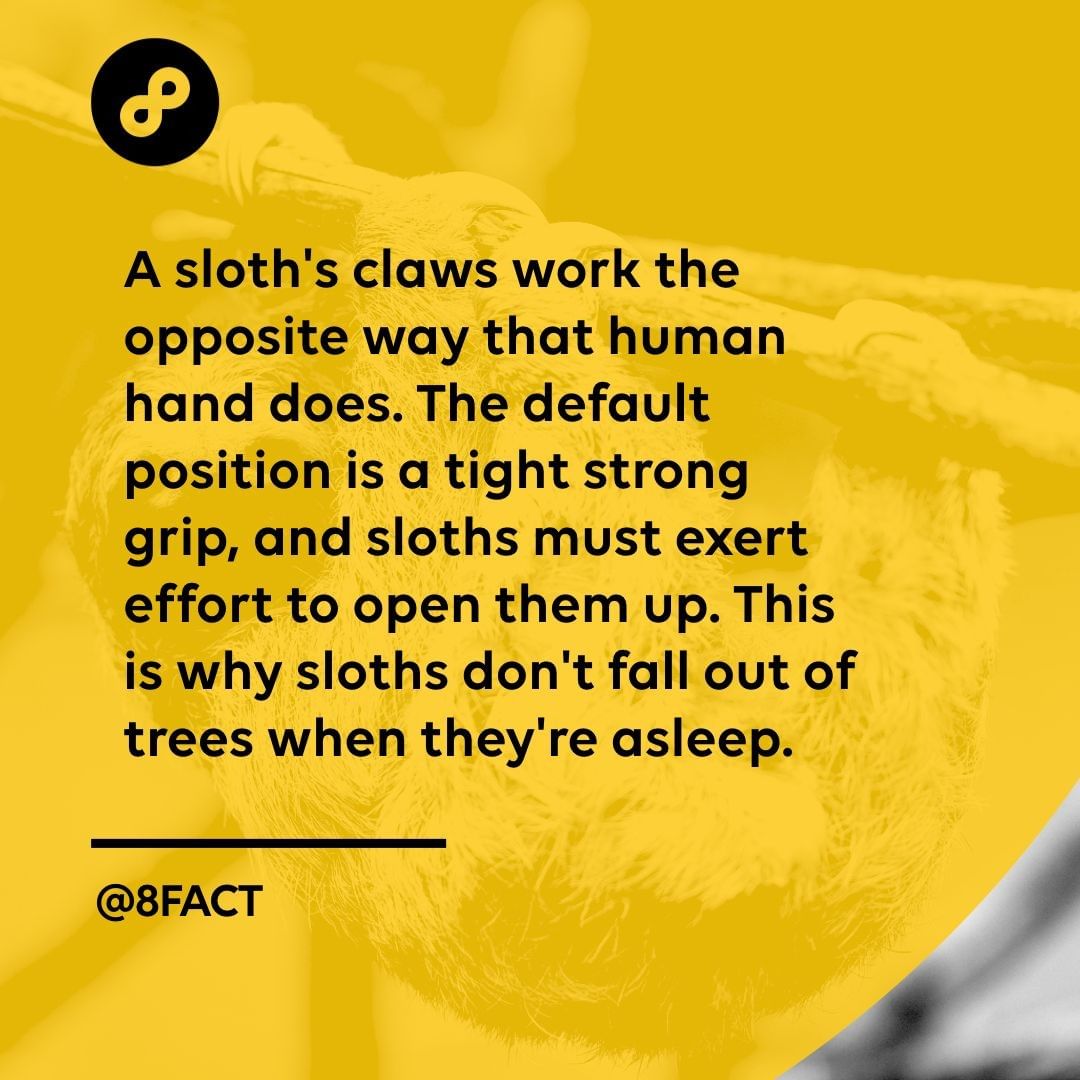 A sloth's claws work the
opposite way that human
hand does. The default
position is a tight strong
grip, and sloths must exert
effort to open them up. This
is why sloths don't fall out of
trees when they're asleep.
@8FACT